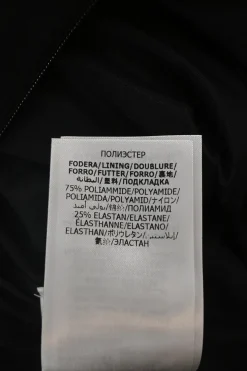 ПОЛИЭСТЕР
FODERA/LINING/DOUBLURE/
FORRO/FUTTER/FORRO/裏地/
البطانة/里料/ПОДКЛАДКА
75% POLIAMMIDE/POLYAMIDE/
POLIAMIDA/POLYAMID/ナイロン/
بولي أميد/锦纶/ПОЛИАМИД
25% ELASTAN/ELASTANE/
ELASTHANNE/ELASTANO/
ELASTHAN/ポリウレタン/إيلاستين/
氨纶/ЭЛАСТАН